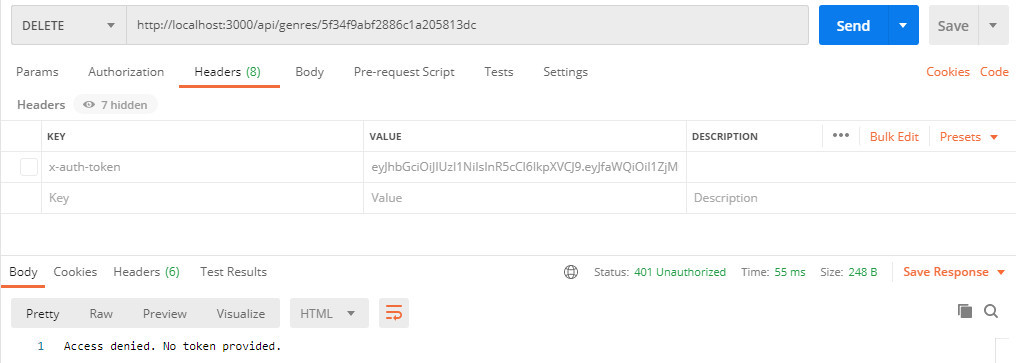 DELETE http://localhost:3000/api/genres/5f34f9abf2886c1a205813dc Send Save
Params Authorization Headers (8) Body Pre-request Script Tests Settings Cookies Code
Headers 7 hidden
KEY VALUE DESCRIPTION ••• Bulk Edit Presets
x-auth-token eyJhbGciOiJIUzI1NiIsInR5cCI6IkpXVCJ9.eyJfaWQiOiI1ZjM
Key Value Description
Body Cookies Headers (6) Test Results Status: 401 Unauthorized Time: 55 ms Size: 248 B Save Response
Pretty Raw Preview Visualize HTML
1 Access denied. No token provided.